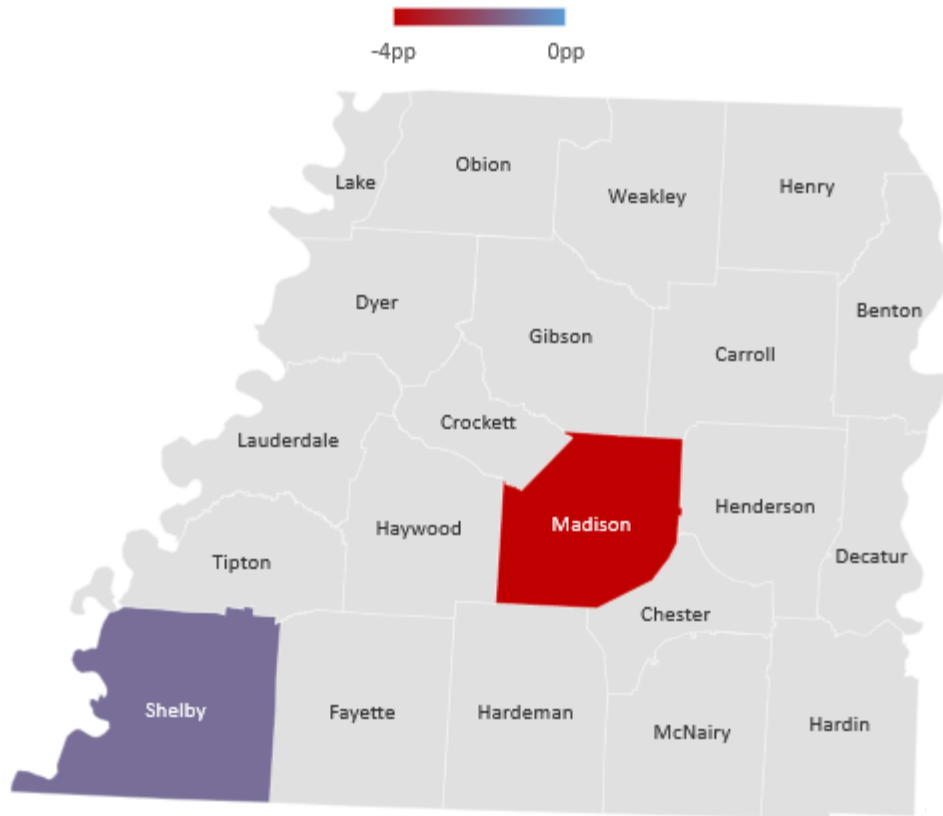 -4pp 0pp
Obion
Lake
Weakley
Henry
Dyer
Benton
Gibson
Carroll
Crockett
Lauderdale
Madison
Henderson
Haywood
Decatur
Tipton
Chester
Shelby
Fayette
Hardeman
McNairy
Hardin